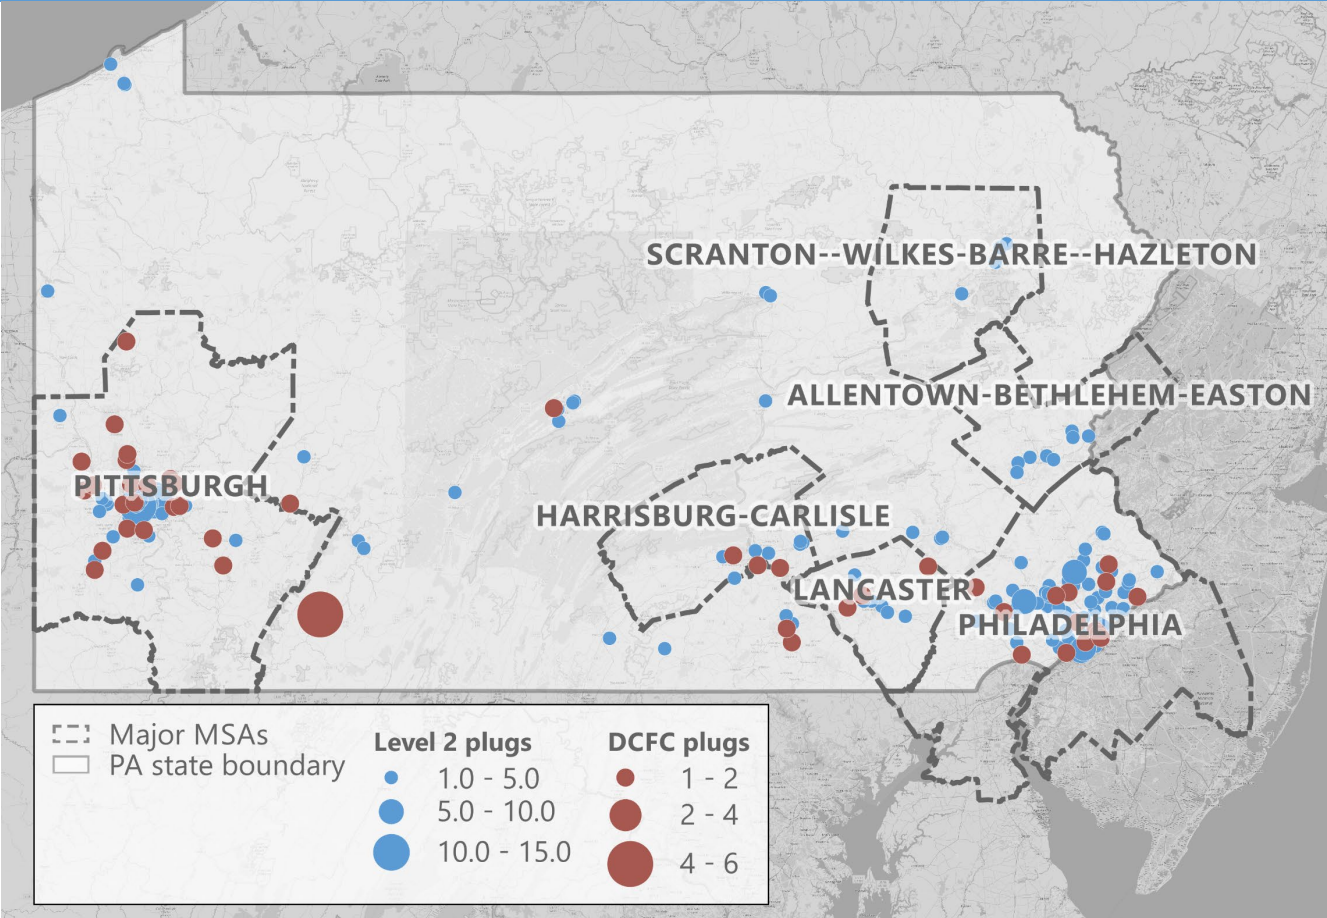 SCRANTON--WILKES-BARRE--HAZLETON
ALLENTOWN-BETHLEHEM-EASTON
PITTSBURGH
HARRISBURG-CARLISLE
LANCASTER
PHILADELPHIA
Major MSAs
PA state boundary
Level 2 plugs
1.0 - 5.0
5.0 - 10.0
10.0 - 15.0
DCFC plugs
1 - 2
2 - 4
4 - 6